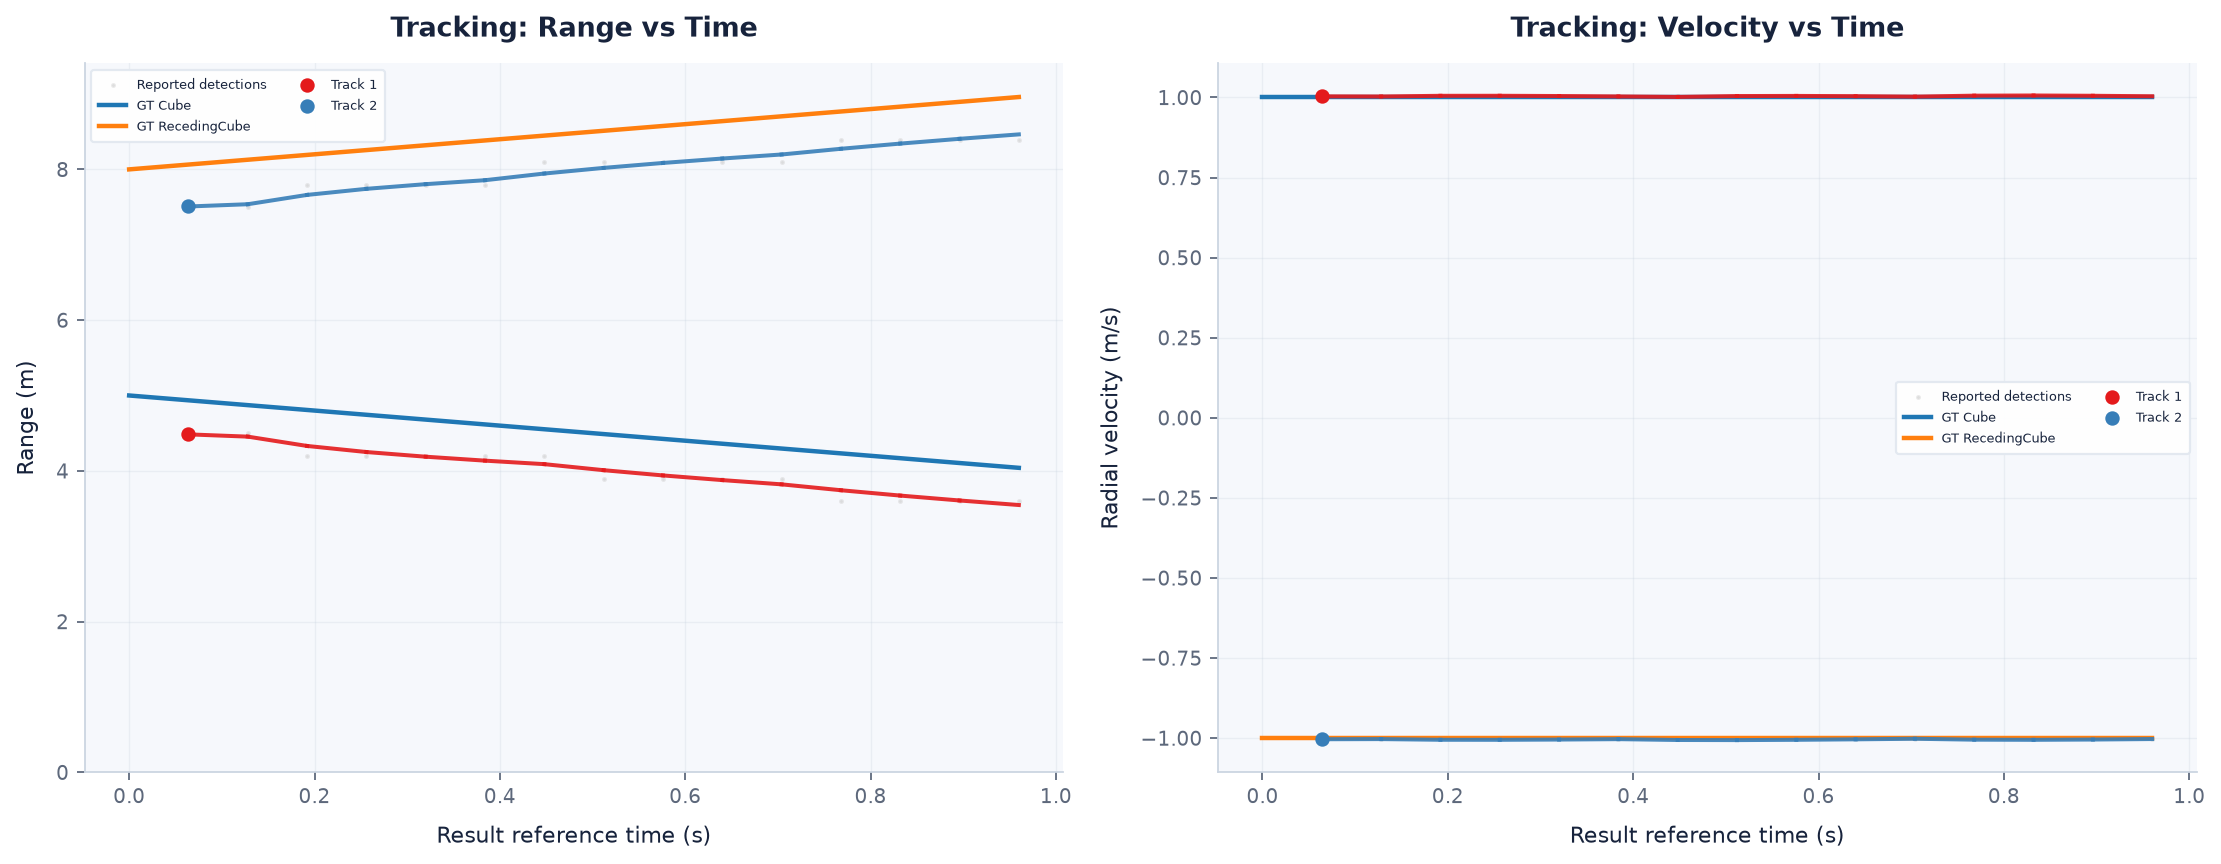 Tracking: Range vs Time
Reported detections
GT Cube
GT RecedingCube
Track 1
Track 2
Range (m)
8
6
4
2
0
0.0 0.2 0.4 0.6 0.8 1.0
Result reference time (s)
Tracking: Velocity vs Time
Radial velocity (m/s)
1.00
0.75
0.50
0.25
0.00
−0.25
−0.50
−0.75
−1.00
Reported detections
GT Cube
GT RecedingCube
Track 1
Track 2
0.0 0.2 0.4 0.6 0.8 1.0
Result reference time (s)